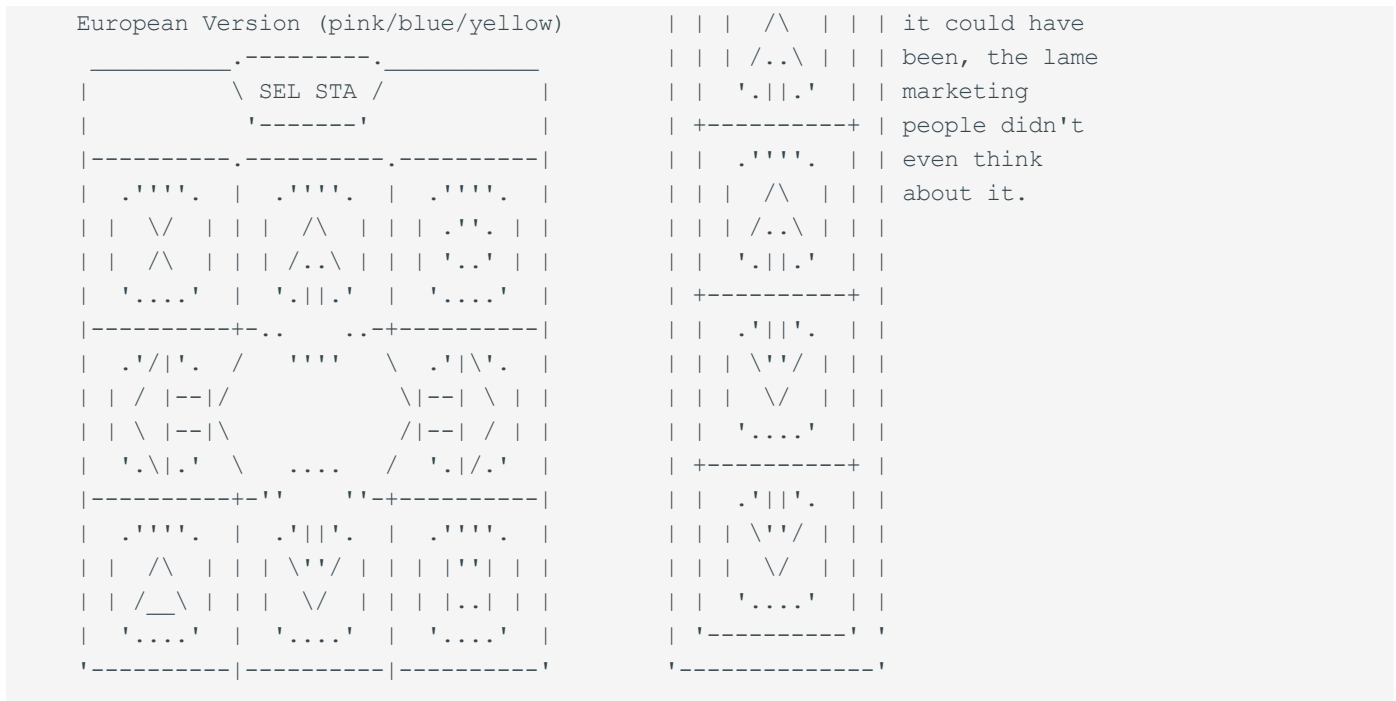 European Version (pink/blue/yellow)
SEL STA
it could have
been, the lame
marketing
people didn't
even think
about it.